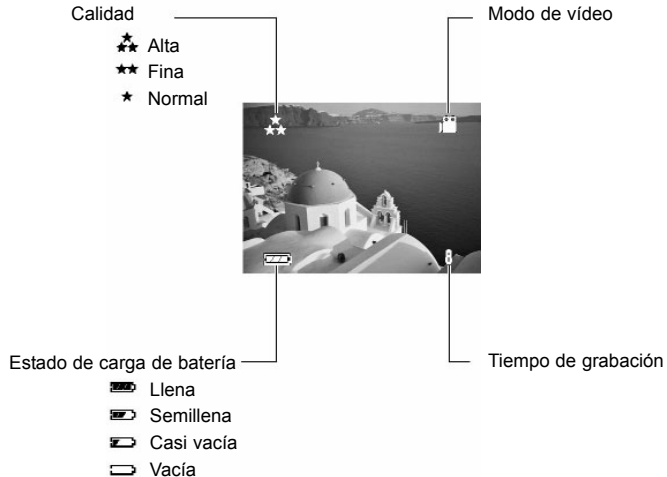 Calidad
Alta
Fina
Normal
Modo de vídeo
8
Estado de carga de batería
Llena
Semillena
Casi vacía
Vacía
Tiempo de grabación